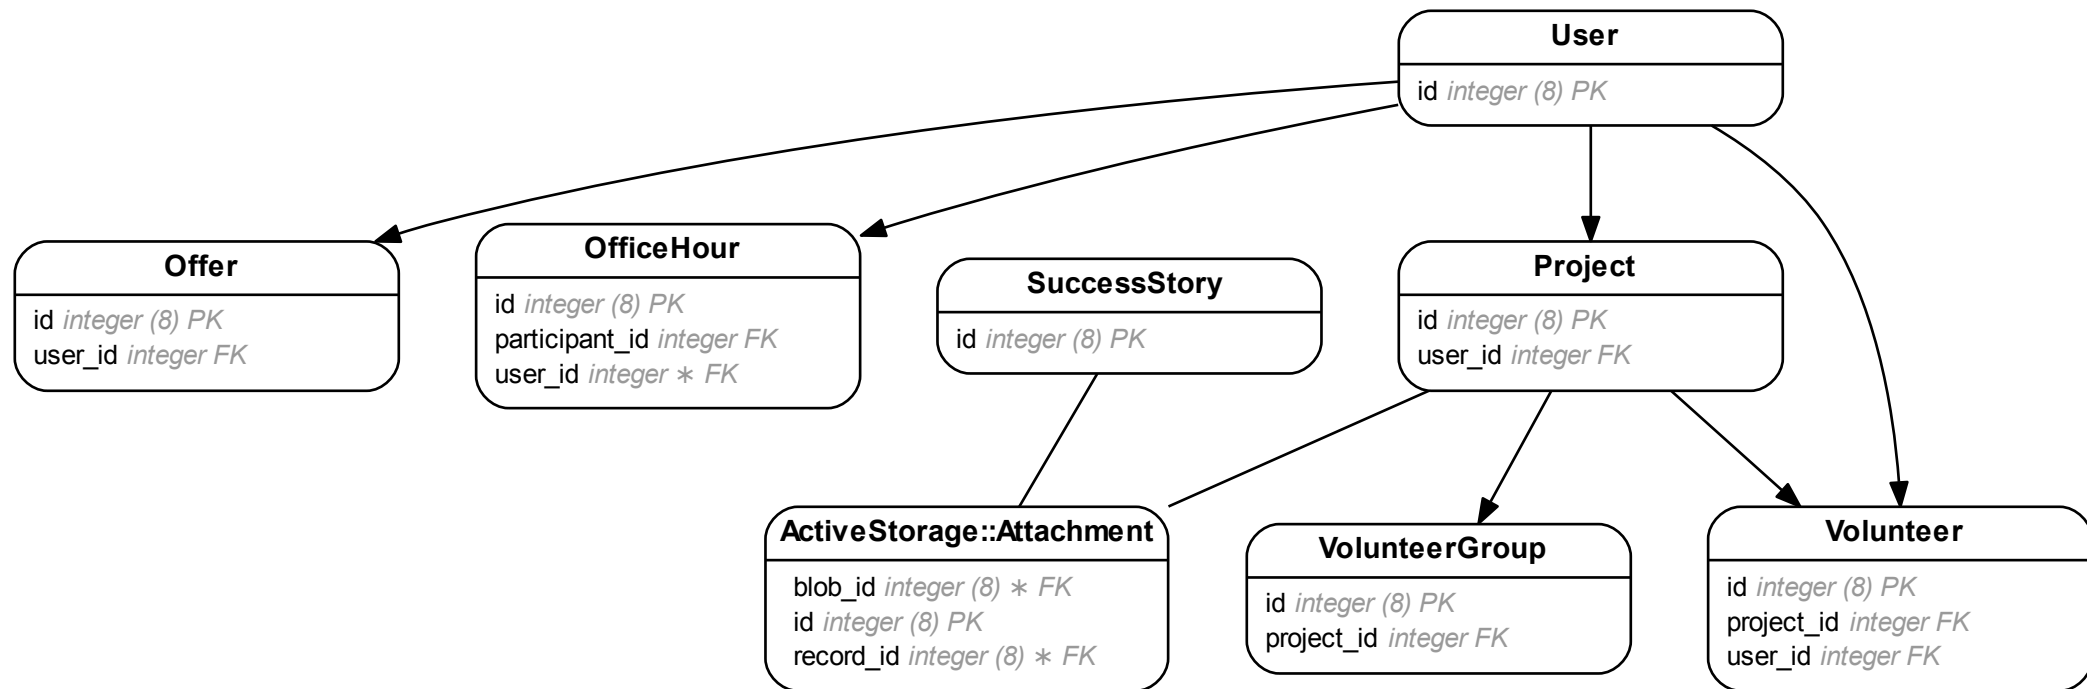 User
id integer (8) PK
Offer
id integer (8) PK
user_id integer FK
OfficeHour
id integer (8) PK
participant_id integer FK
user_id integer ∗ FK
SuccessStory
id integer (8) PK
Project
id integer (8) PK
user_id integer FK
ActiveStorage::Attachment
blob_id integer (8) ∗ FK
id integer (8) PK
record_id integer (8) ∗ FK
VolunteerGroup
id integer (8) PK
project_id integer FK
Volunteer
id integer (8) PK
project_id integer FK
user_id integer FK